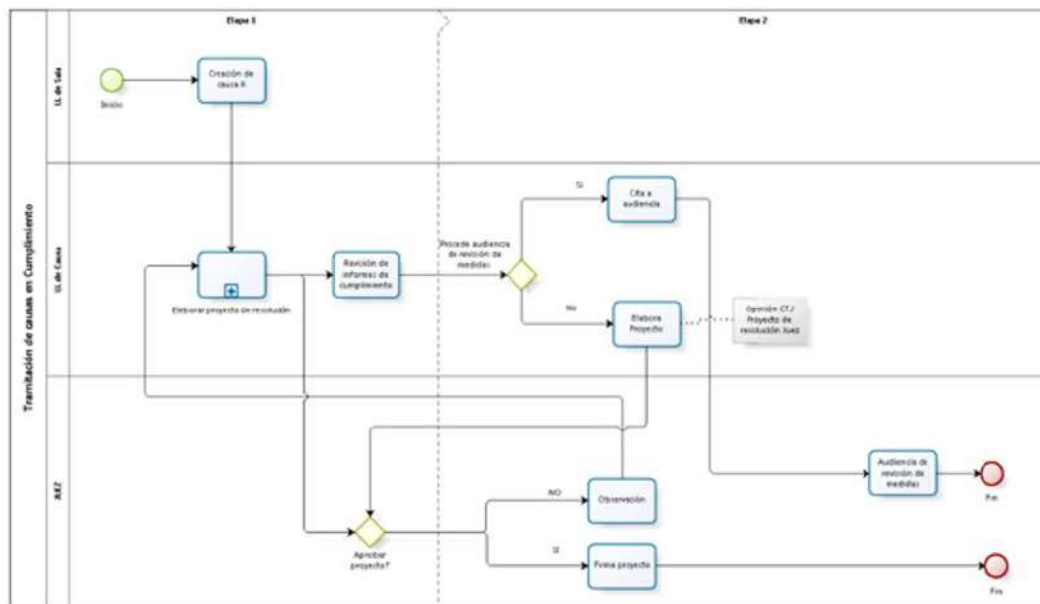 Etapa 1
Etapa 2
Tramitación de causas en Cumplimiento
Inicio
Creación de
causa X
Elaborar proyecto de resolución
Revisión de
informes de
cumplimiento
Procede audiencia
de revisión de
medidas
SI
Cita a
audiencia
No
Elabora
Proyecto
Opinión CT/
Proyecto de
resolución Juez
JUEZ
Aprobar
proyecto?
NO
Observación
SI
Firma proyecto
Audiencia de
revisión de
medidas
Fin
Fin